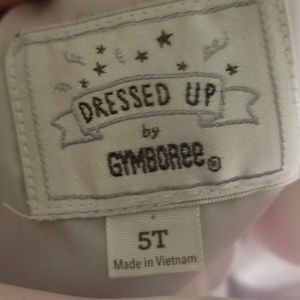 DRESSED UP
by
GYMBOREE®
5T
Made in Vietnam